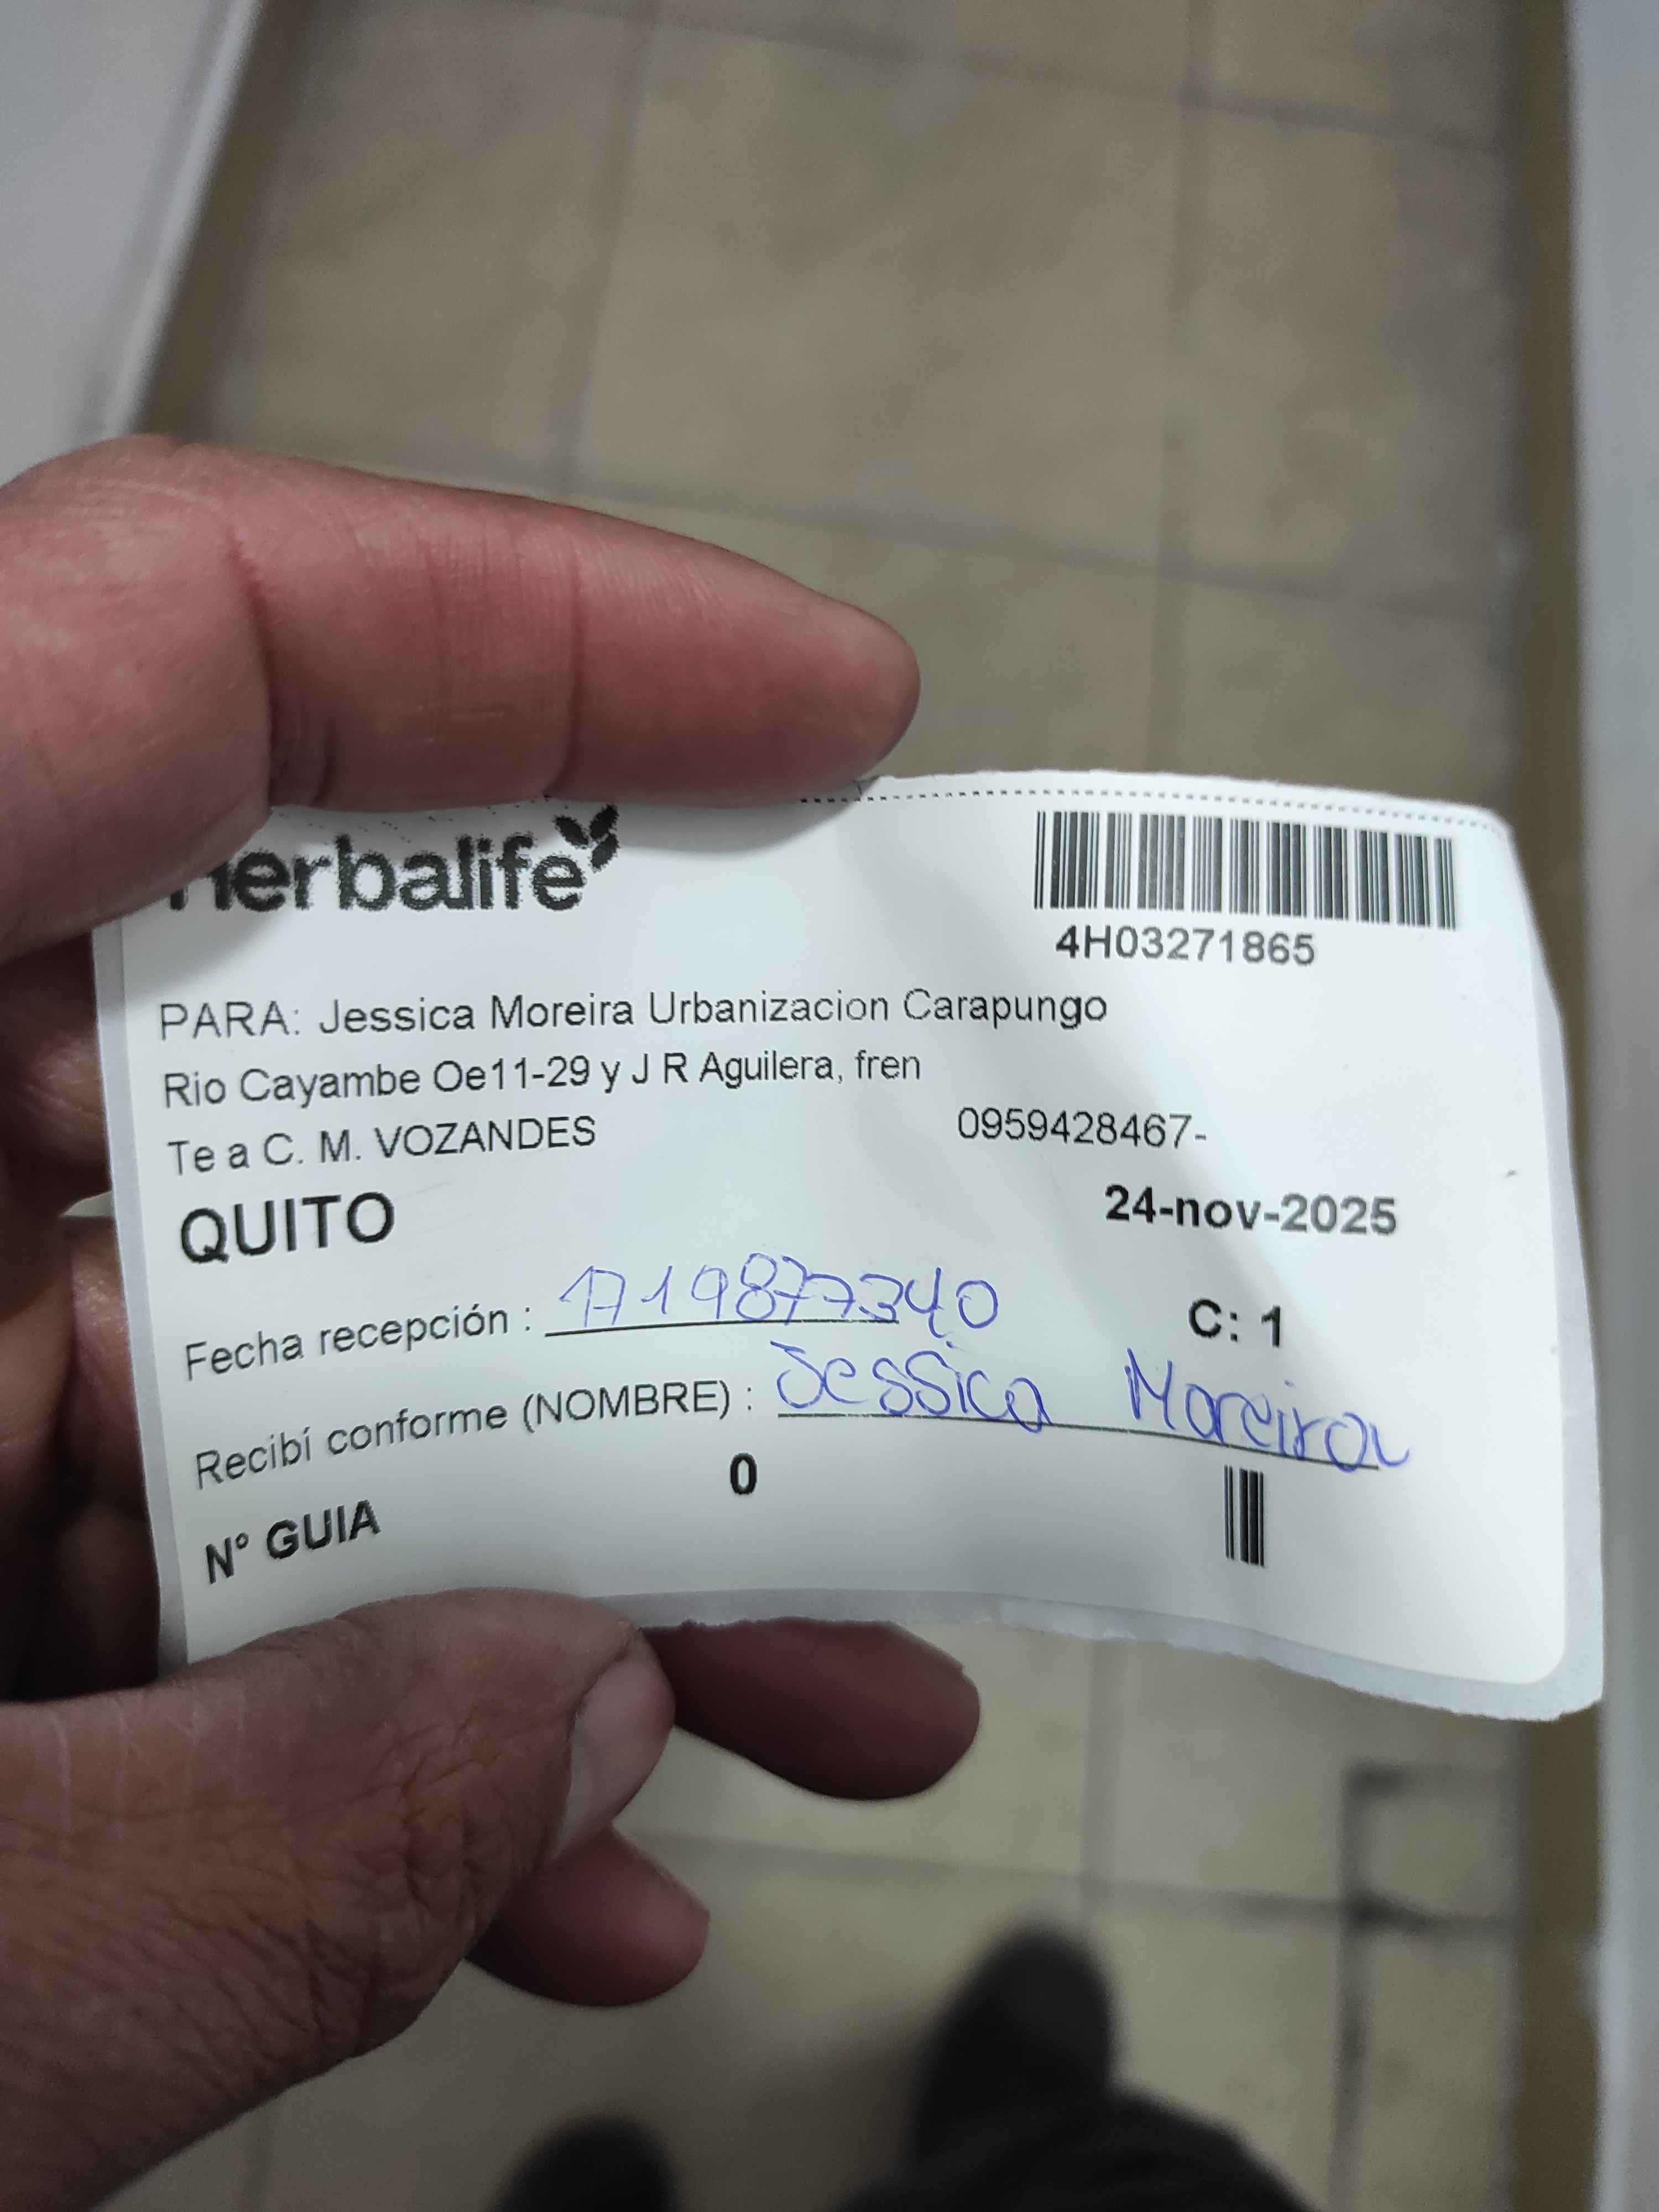 herbalife
4H03271865
PARA: Jessica Moreira Urbanizacion Carapungo
Rio Cayambe Oe11-29 y J R Aguilera, fren
Te a C. M. VOZANDES 0959428467-
QUITO 24-nov-2025
Fecha recepción : 1719877340 C: 1
Recibí conforme (NOMBRE) : Jessica Moreira
N° GUIA 0